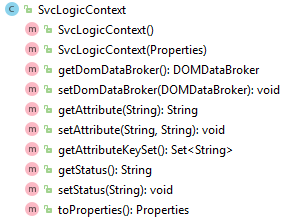 C SvcLogicContext
m SvcLogicContext()
m SvcLogicContext(Properties)
m getDomDataBroker(): DOMDataBroker
m setDomDataBroker(DOMDataBroker): void
m getAttribute(String): String
m setAttribute(String, String): void
m getAttributeKeySet(): Set<String>
m getStatus(): String
m setStatus(String): void
m toProperties(): Properties